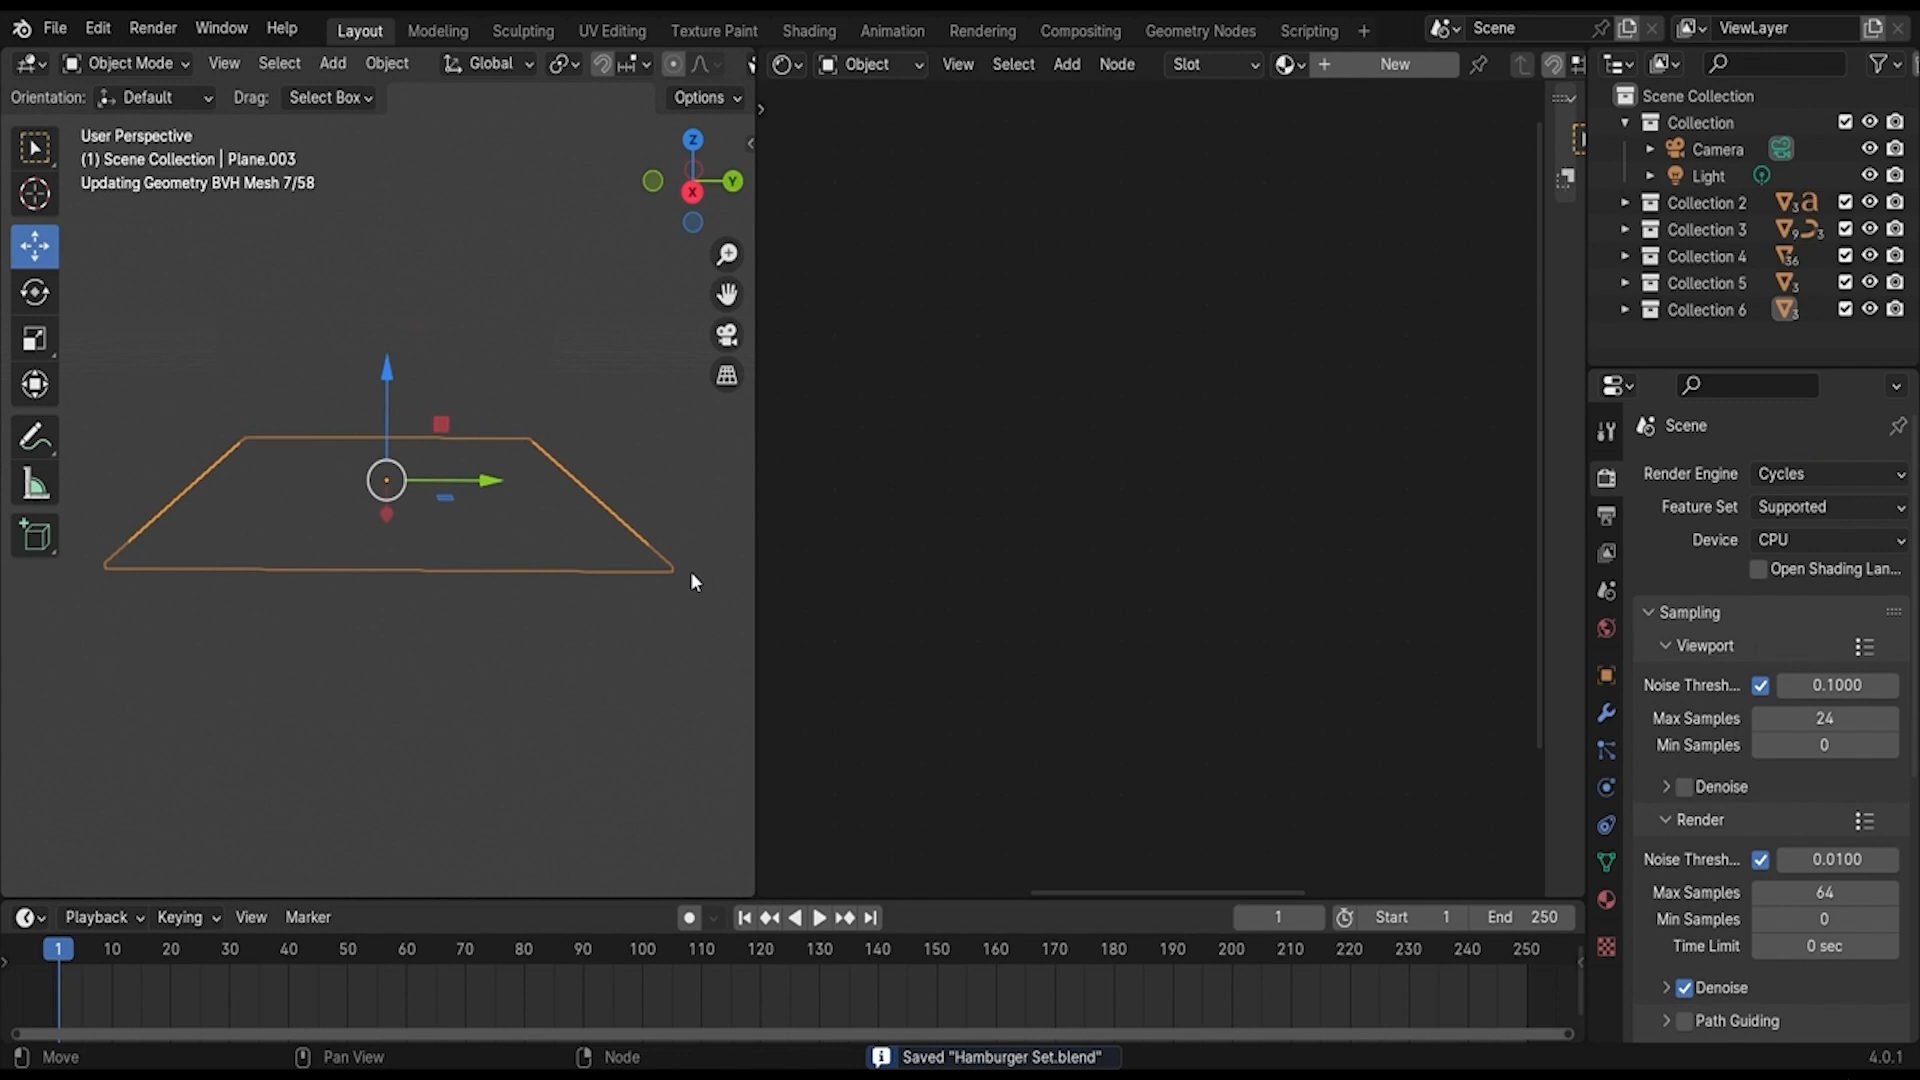 File Edit Render Window Help Layout Modeling Sculpting UV Editing Texture Paint Shading Animation Rendering Compositing Geometry Nodes Scripting + Scene ViewLayer
Object Mode View Select Add Object Global Object View Select Add Node Slot New
Orientation: Default Drag: Select Box Options
User Perspective
(1) Scene Collection | Plane.003
Updating Geometry BVH Mesh 7/58
Z
Y
X
Scene Collection
Collection
Camera
Light
Collection 2 3
Collection 3 9 3
Collection 4 36
Collection 5 3
Collection 6 3
Scene
Render Engine Cycles
Feature Set Supported
Device CPU
Open Shading Lan...
Sampling
Viewport
Noise Thresh... 0.1000
Max Samples 24
Min Samples 0
Denoise
Render
Noise Thresh... 0.0100
Max Samples 64
Min Samples 0
Time Limit 0 sec
Denoise
Path Guiding
Playback Keying View Marker 1 Start 1 End 250
1 10 20 30 40 50 60 70 80 90 100 110 120 130 140 150 160 170 180 190 200 210 220 230 240 250
Move Pan View Node Saved "Hamburger Set.blend" 4.0.1